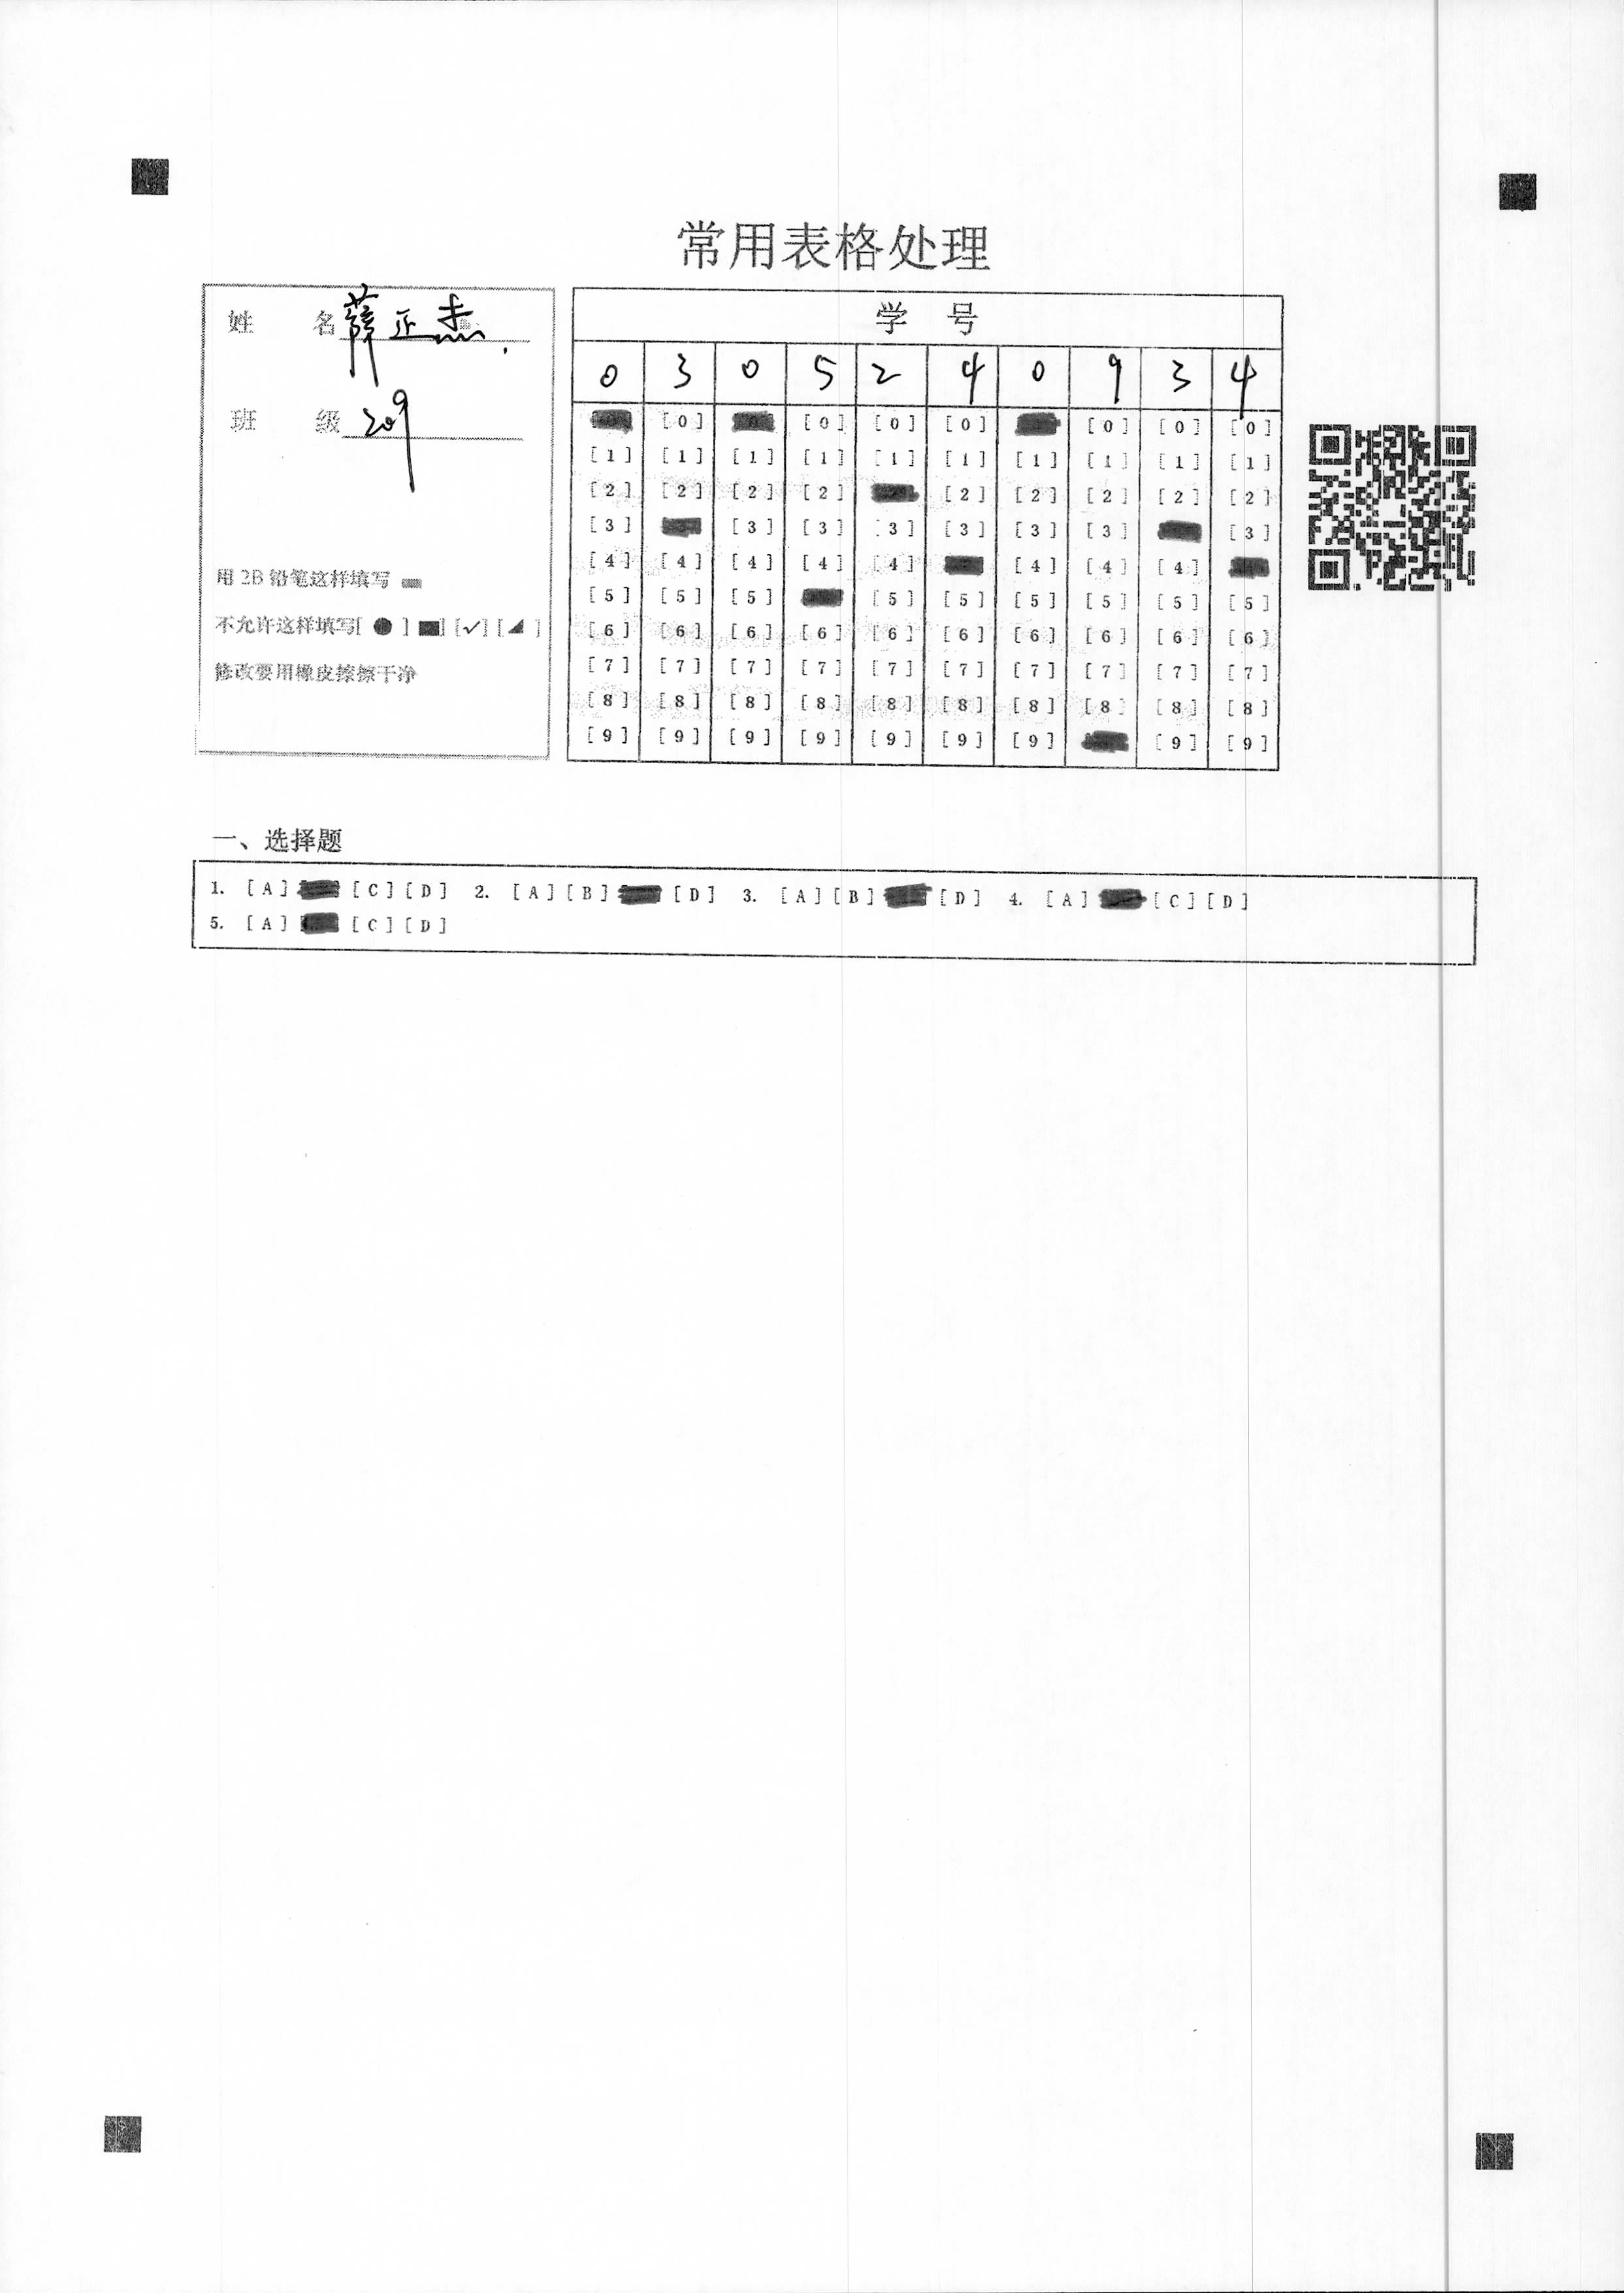 常用表格处理
姓 名 薛正杰
班 级 209
用 2B 铅笔这样填写
不允许这样填写[ ● ] [■] [✓] [◢ ]
修改要用橡皮擦擦干净
学 号
0 3 0 5 2 4 0 9 3 4
[0] [0] [0] [0] [0] [0] [0]
[1] [1] [1] [1] [1] [1] [1] [1] [1] [1]
[2] [2] [2] [2] [2] [2] [2] [2] [2]
[3] [3] [3] [3] [3] [3] [3] [3]
[4] [4] [4] [4] [4] [4] [4] [4]
[5] [5] [5] [5] [5] [5] [5] [5] [5]
[6] [6] [6] [6] [6] [6] [6] [6] [6] [6]
[7] [7] [7] [7] [7] [7] [7] [7] [7] [7]
[8] [8] [8] [8] [8] [8] [8] [8] [8] [8]
[9] [9] [9] [9] [9] [9] [9] [9] [9]
一、选择题
1. [A] [C] [D] 2. [A] [B] [D] 3. [A] [B] [D] 4. [A] [C] [D]
5. [A] [C] [D]